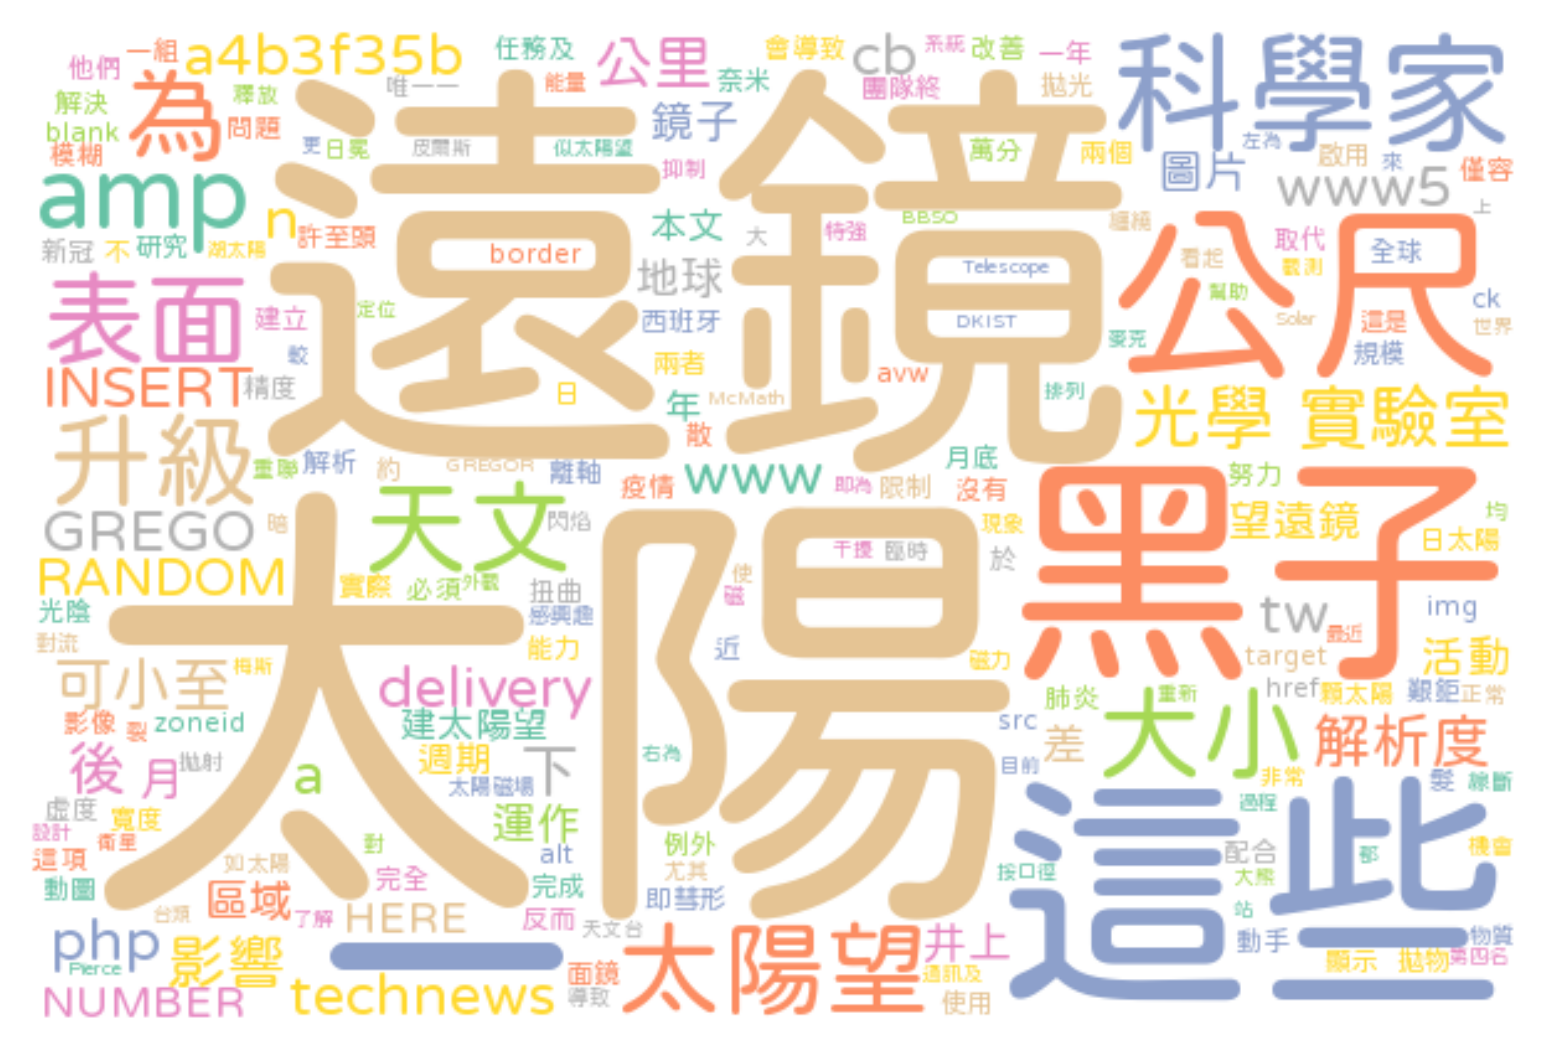 他們
一組
a4b3f35b
任務及
公里
會導致
cb
系統
改善
一年
科學家
解決
為
釋放
唯一一
能量
奈米
團隊終
拋光
blank
問題
更
日冕
皮爾斯
似太陽望
鏡子
萬分
兩個
左為
啟用
來
模糊
抑制
圖片
www5
僅容
amp
n
許至頭
遠鏡
本文
BBSO
纏繞
上
新冠
不
研究
湖太陽
border
大
特強
公尺
取代
全球
地球
Telescope
看起
觀測
表面
建立
定位
西班牙
DKIST
幫助
Solar
這是
ck
世界
較
兩者
麥克
規模
INSERT
精度
日
年
McMath
avw
排列
光學
實驗室
升級
散
重聯
解析
約
GREGOR
離軸
疫情
www
即為
限制
月底
沒有
黑子
努力
GREGO
暗
天文
閃焰
現象
望遠鏡
均
日太陽
RANDOM
實際
必須
外觀
扭曲
干擾
臨時
於
光陰
太陽
感興趣
使
磁
tw
最近
img
對流
可小至
梅斯
能力
近
磁力
target
活動
delivery
肺炎
重新
href
顆太陽
艱鉅
正常
影像
裂
zoneid
建太陽望
src
差
大小
解析度
後
月
拋射
a
週期
下
右為
目前
非常
髮
線斷
虛度
寬度
太陽磁場
過程
設計
衛星
運作
這些
這項
如太陽
對
alt
例外
配合
都
機會
動圖
完全
完成
尤其
按口徑
大熊
區域
台類
了解
HERE
反而
天文台
即彗形
站
php
Pierce
影響
一
面鏡
太陽望
井上
動手
物質
顯示
拋物
第四名
NUMBER
technews
導致
通訊及
使用